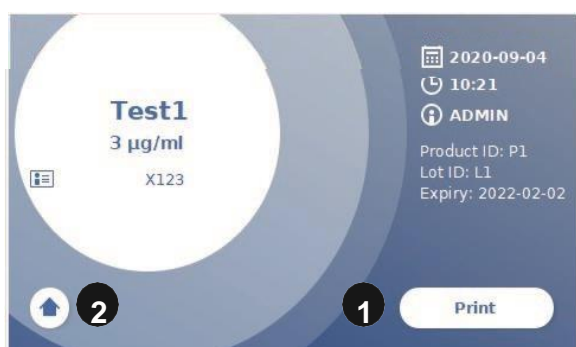 Test1
3 µg/ml
X123
2020-09-04
10:21
ADMIN
Product ID: P1
Lot ID: L1
Expiry: 2022-02-02
2
1
Print